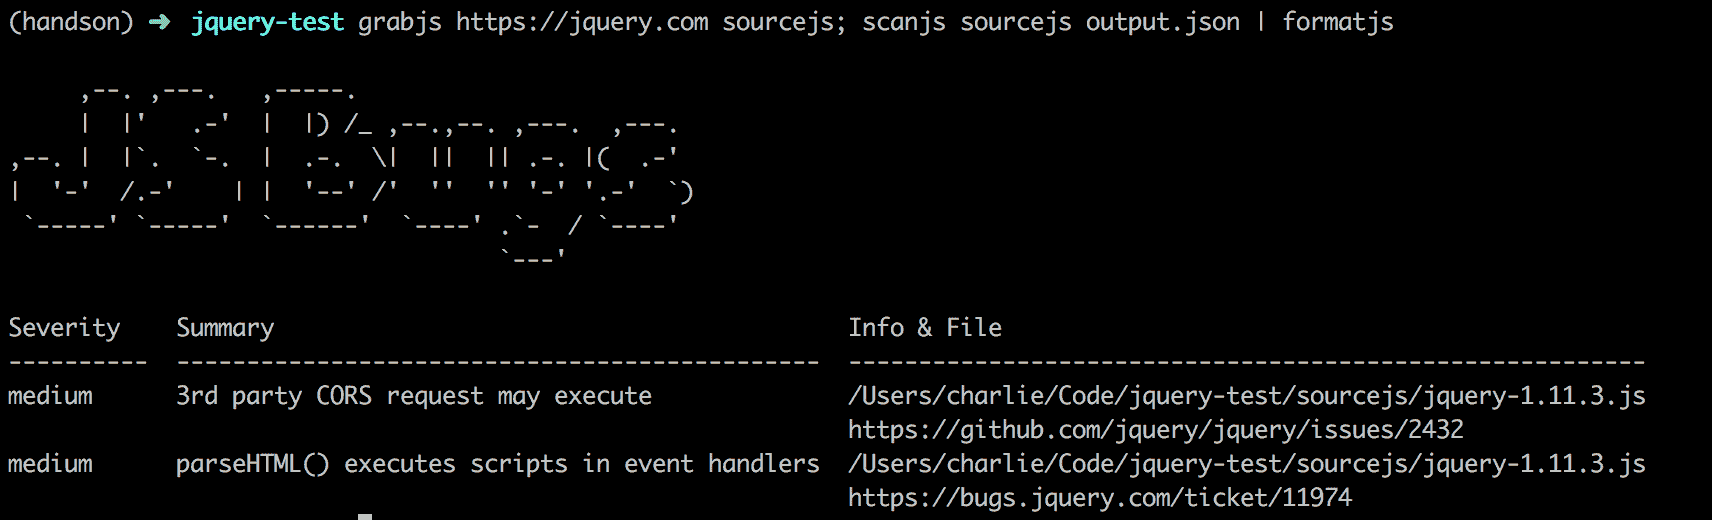 (handson) ➜ jquery-test grabjs https://jquery.com sourcejs; scanjs sourcejs output.json | formatjs
     ,--. ,---.   ,-----.
     |  |'   .-'  |  |) /_ ,--.,--. ,---.  ,---.
,--. |  |`.  `-.  |  .-.  \|  ||  || .-. |(  .-'
|  '-'  /.-'    | |  '--' /'  ''  '' '-' '.-'  `)
 `-----' `-----'  `------'  `----' .`-  / `----'
                                   `---'
Severity    Summary                                         Info & File
----------  ----------------------------------------------  ---------------------------------------------------------
medium      3rd party CORS request may execute              /Users/charlie/Code/jquery-test/sourcejs/jquery-1.11.3.js
                                                            https://github.com/jquery/jquery/issues/2432
medium      parseHTML() executes scripts in event handlers  /Users/charlie/Code/jquery-test/sourcejs/jquery-1.11.3.js
                                                            https://bugs.jquery.com/ticket/11974